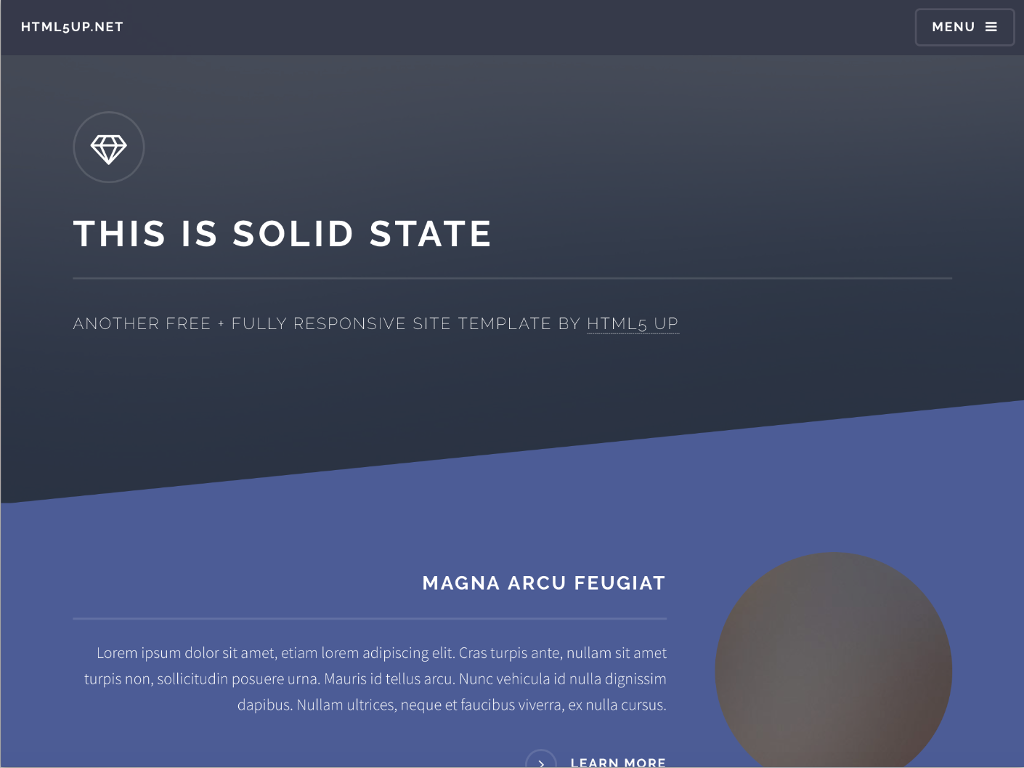 HTML5UP.NET
MENU
THIS IS SOLID STATE
ANOTHER FREE + FULLY RESPONSIVE SITE TEMPLATE BY HTML5 UP
MAGNA ARCU FEUGIAT
Lorem ipsum dolor sit amet, etiam lorem adipiscing elit. Cras turpis ante, nullam sit amet
turpis non, sollicitudin posuere urna. Mauris id tellus arcu. Nunc vehicula id nulla dignissim
dapibus. Nullam ultrices, neque et faucibus viverra, ex nulla cursus.
LEARN MORE